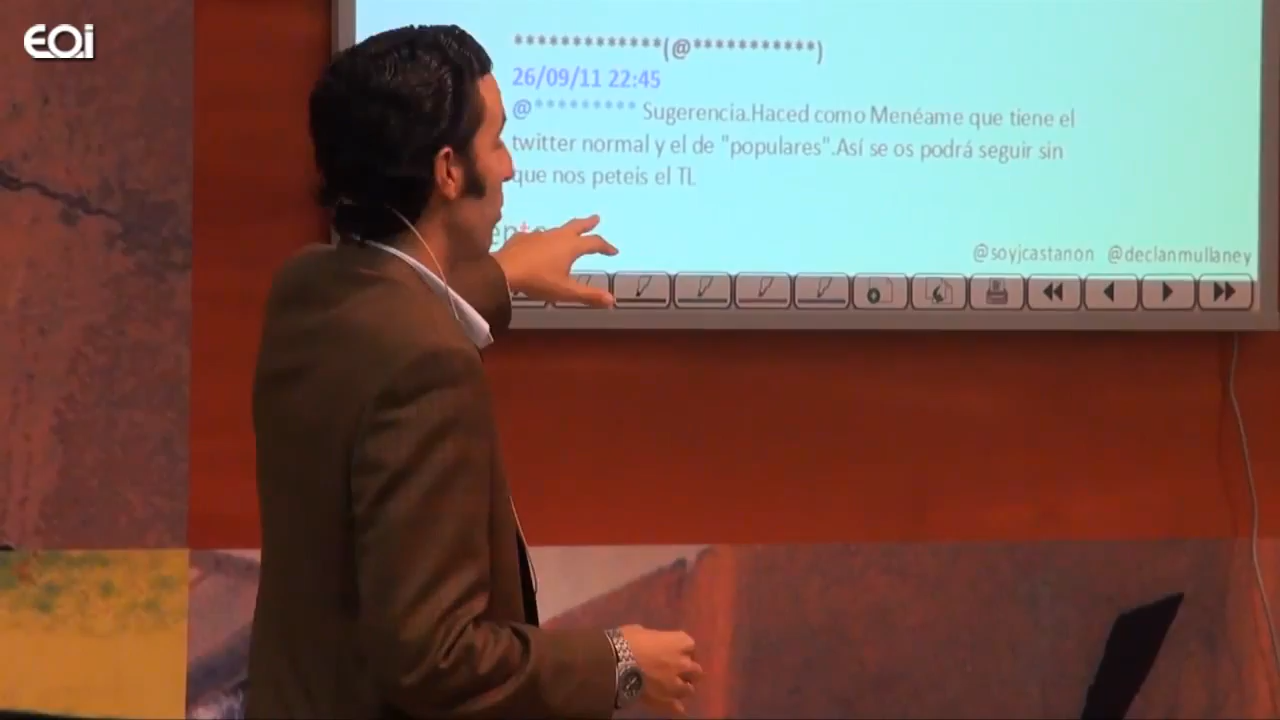 EOi
*************(@***********)
26/09/11 22:45
@********* Sugerencia.Haced como Menéame que tiene el
twitter normal y el de "populares".Así se os podrá seguir sin
que nos peteis el TL
@soyjcastanon @declanmullaney